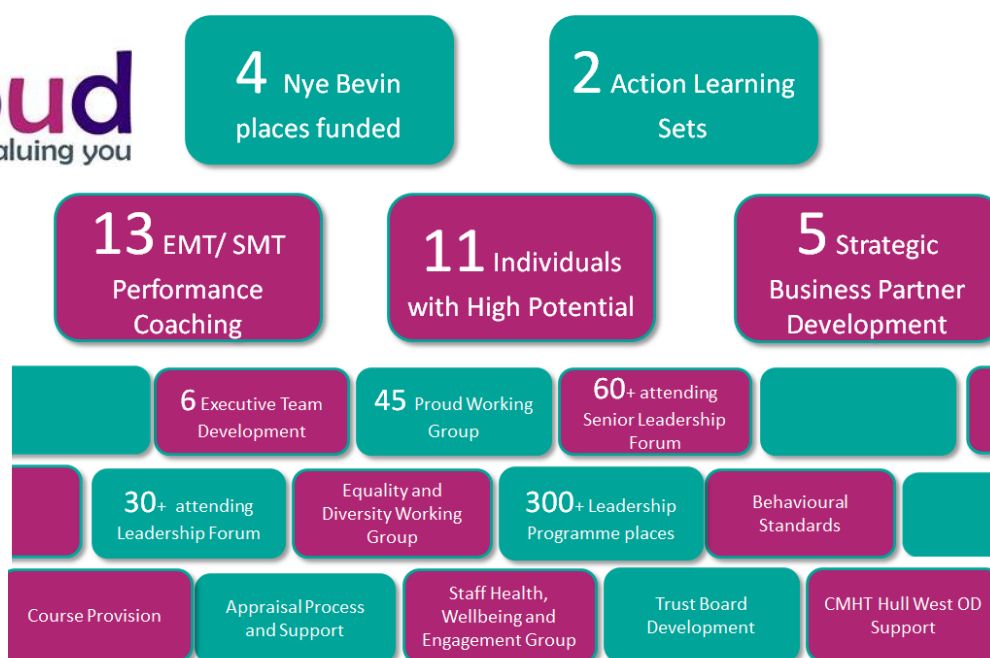 oud
aluing you
4 Nye Bevin
places funded
2 Action Learning
Sets
13 EMT/ SMT
Performance
Coaching
11 Individuals
with High Potential
5 Strategic
Business Partner
Development
6 Executive Team
Development
45 Proud Working
Group
60+ attending
Senior Leadership
Forum
30+ attending
Leadership Forum
Equality and
Diversity Working
Group
300+ Leadership
Programme places
Behavioural
Standards
Course Provision
Appraisal Process
and Support
Staff Health,
Wellbeing and
Engagement Group
Trust Board
Development
CMHT Hull West OD
Support